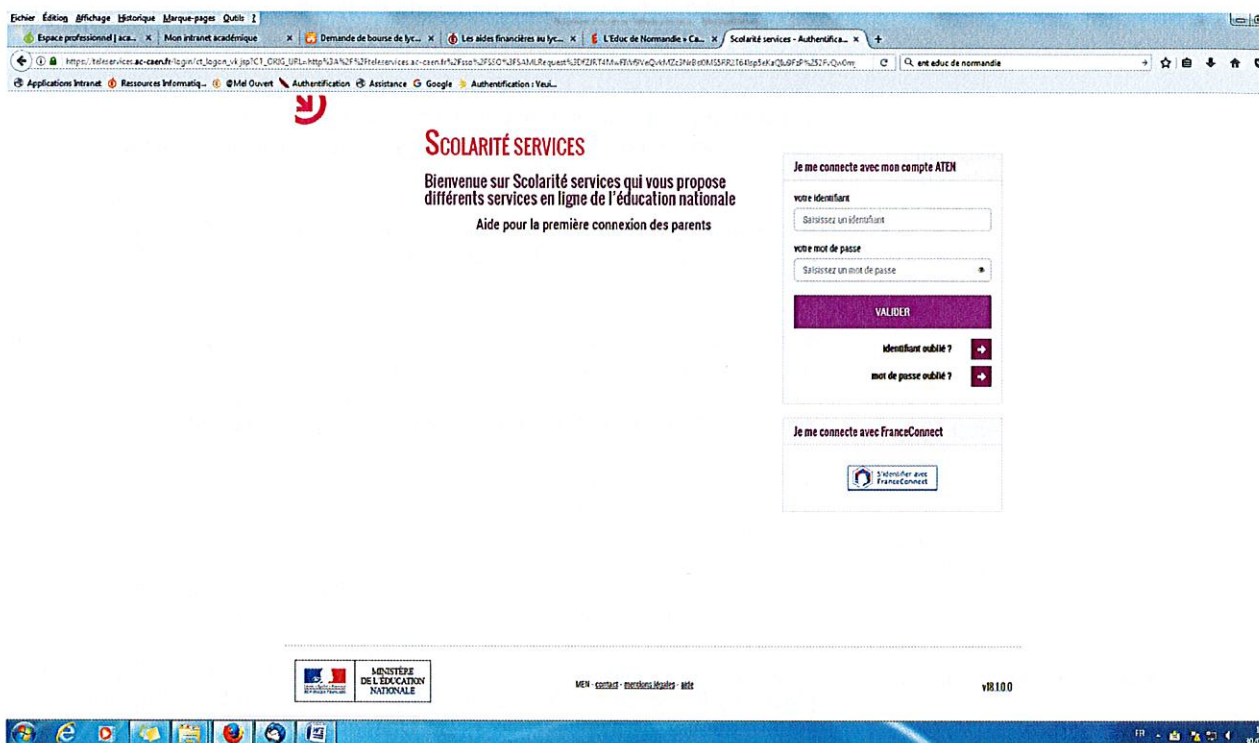 Fichier Édition Affichage Historique Marque-pages Outils ?
Espace professionnel | aca... × Mon intranet académique × Demande de bourse de lyc... × Les aides financières au lyc... × L'Educ de Normandie » Ca... × Scolarité services - Authentifica... × +
ent educ de normandie
Applications Intranet Ressources Informatiq... @Mel Ouvert Authentification Assistance G Google Authentification : Veui...
SCOLARITÉ SERVICES
Bienvenue sur Scolarité services qui vous propose
différents services en ligne de l'éducation nationale
Aide pour la première connexion des parents
Je me connecte avec mon compte ATEN
votre identifiant
Saisissez un identifiant
votre mot de passe
Saisissez un mot de passe
VALIDER
identifiant oublié ?
mot de passe oublié ?
Je me connecte avec FranceConnect
S'identifier avec
FranceConnect
MINISTÈRE
DE L'ÉDUCATION
NATIONALE
MEN - contact - mentions légales - aide
v18.1.0.0
FR